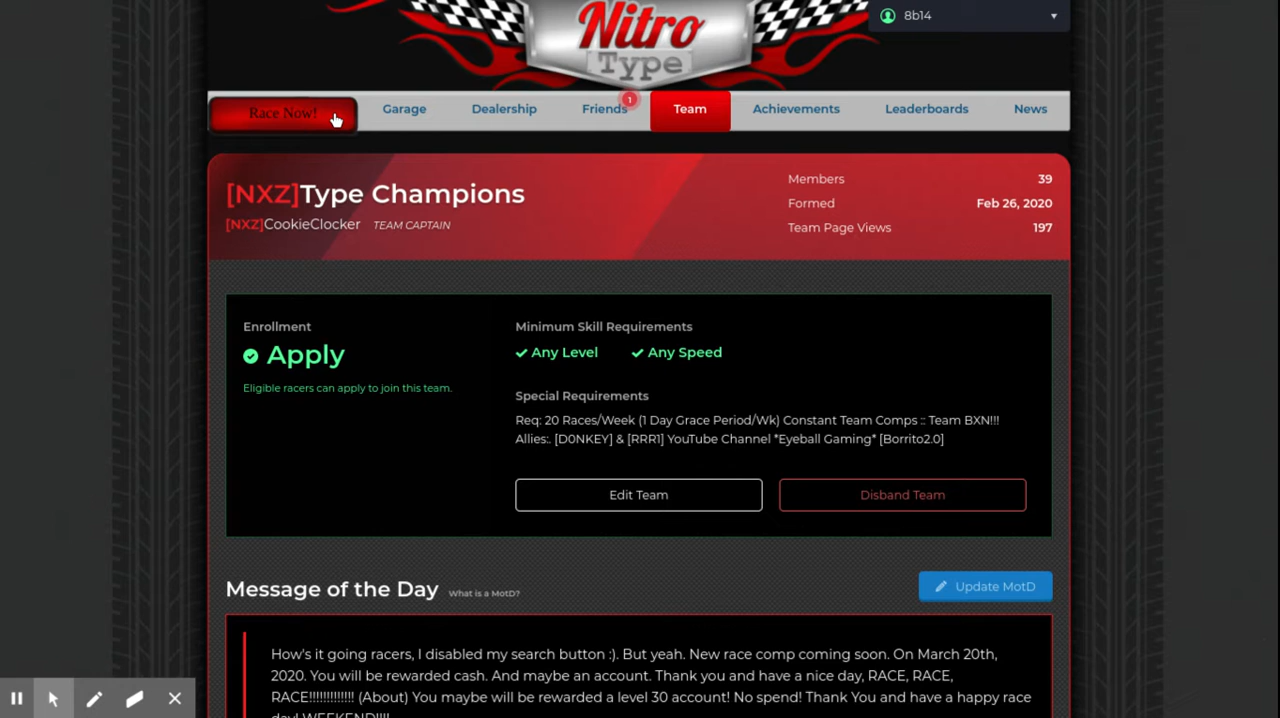 Nitro
Type
8b14
Race Now!
Garage
Dealership
Friends
1
Team
Achievements
Leaderboards
News
[NXZ]Type Champions
[NXZ]CookieClocker TEAM CAPTAIN
Members 39
Formed Feb 26, 2020
Team Page Views 197
Enrollment
Apply
Eligible racers can apply to join this team.
Minimum Skill Requirements
Any Level Any Speed
Special Requirements
Req: 20 Races/Week (1 Day Grace Period/Wk) Constant Team Comps :: Team BXN!!!
Allies:. [D0NKEY] & [RRR1] YouTube Channel *Eyeball Gaming* [Borrito2.0]
Edit Team
Disband Team
Message of the Day What is a MotD?
Update MotD
How's it going racers, I disabled my search button :). But yeah. New race comp coming soon. On March 20th,
2020. You will be rewarded cash. And maybe an account. Thank you and have a nice day, RACE, RACE,
RACE!!!!!!!!!!!!! (About) You maybe will be rewarded a level 30 account! No spend! Thank You and have a happy race
day! WEEKEND!!!!